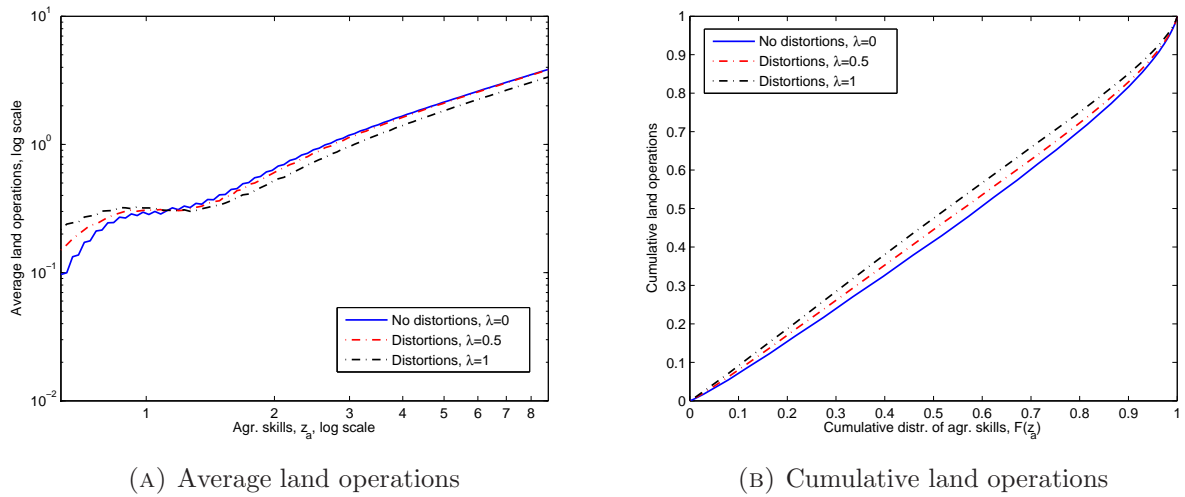 10^1
10^0
10^-1
10^-2
Average land operations, log scale
No distortions, λ=0
Distortions, λ=0.5
Distortions, λ=1
1 2 3 4 5 6 7 8
Agr. skills, z_a, log scale
(A) Average land operations
1
0.9
0.8
0.7
0.6
0.5
0.4
0.3
0.2
0.1
0
Cumulative land operations
No distortions, λ=0
Distortions, λ=0.5
Distortions, λ=1
0 0.1 0.2 0.3 0.4 0.5 0.6 0.7 0.8 0.9 1
Cumulative distr. of agr. skills, F(z_a)
(B) Cumulative land operations